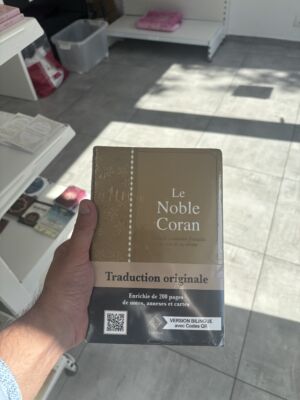 Le
Noble
Coran
Traduction originale
Enrichie de 200 pages
de notes, annexes et cartes
VERSION BILINGUE
avec Codes QR